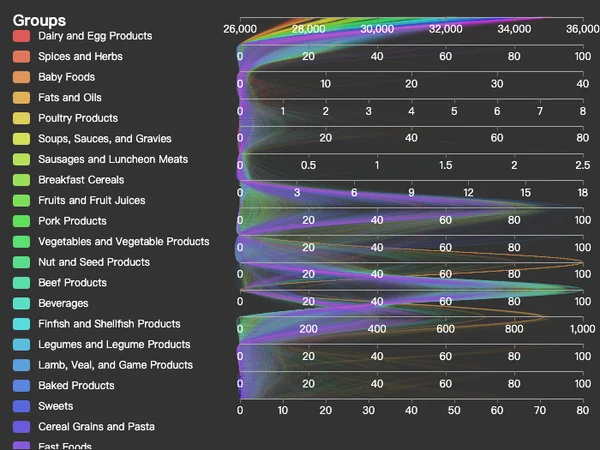 Groups
Dairy and Egg Products
Spices and Herbs
Baby Foods
Fats and Oils
Poultry Products
Soups, Sauces, and Gravies
Sausages and Luncheon Meats
Breakfast Cereals
Fruits and Fruit Juices
Pork Products
Vegetables and Vegetable Products
Nut and Seed Products
Beef Products
Beverages
Finfish and Shellfish Products
Legumes and Legume Products
Lamb, Veal, and Game Products
Baked Products
Sweets
Cereal Grains and Pasta
Fast Foods
26,000 28,000 30,000 32,000 34,000 36,000
0 20 40 60 80 100
0 10 20 30 40
0 1 2 3 4 5 6 7 8
0 20 40 60 80
0 0.5 1 1.5 2 2.5
0 3 6 9 12 15 18
0 20 40 60 80 100
0 20 40 60 80 100
0 20 40 60 80 100
0 20 40 60 80 100
0 200 400 600 800 1,000
0 20 40 60 80 100
0 20 40 60 80 100
0 10 20 30 40 50 60 70 80